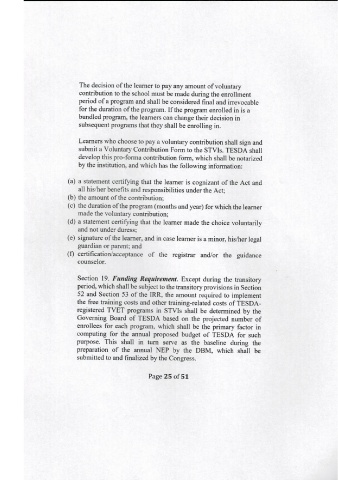 The decision of the learner to pay any amount of voluntary
contribution to the school must be made during the enrollment
period of a program and shall be considered final and irrevocable
for the duration of the program. If the program enrolled in is a
bundled program, the learners can change their decision in
subsequent programs that they shall be enrolling in.
Learners who choose to pay a voluntary contribution shall sign and
submit a Voluntary Contribution Form to the STVIs. TESDA shall
develop this pro-forma contribution form, which shall be notarized
by the institution, and which has the following information:
(a) a statement certifying that the learner is cognizant of the Act and
all his/her benefits and responsibilities under the Act;
(b) the amount of the contribution;
(c) the duration of the program (months and year) for which the learner
made the voluntary contribution;
(d) a statement certifying that the learner made the choice voluntarily
and not under duress;
(e) signature of the learner, and in case learner is a minor, his/her legal
guardian or parent; and
(f) certification/acceptance of the registrar and/or the guidance
counselor.
Section 19. Funding Requirement. Except during the transitory
period, which shall be subject to the transitory provisions in Section
52 and Section 53 of the IRR, the amount required to implement
the free training costs and other training-related costs of TESDA-
registered TVET programs in STVIs shall be determined by the
Governing Board of TESDA based on the projected number of
enrollees for each program, which shall be the primary factor in
computing for the annual proposed budget of TESDA for such
purpose. This shall in turn serve as the baseline during the
preparation of the annual NEP by the DBM, which shall be
submitted to and finalized by the Congress.
Page 25 of 51